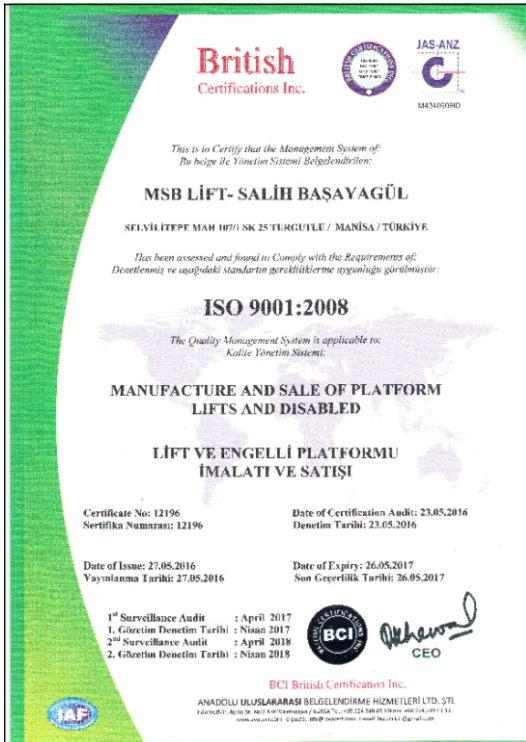 British
Certifications Inc.
JAS-ANZ
M4340609ID
This is to Certify that the Management System of:
Bu belge ile Yönetim Sistemi Belgelendirilen:
MSB LİFT- SALİH BAŞAYAGÜL
SELVİLİTEPE MAH 107/1 SK 25 TURGUTLU / MANİSA / TÜRKİYE
Has been assessed and found to Comply with the Requirements of:
Denetlenmiş ve aşağıdaki standartın gerekliliklerine uygunluğu görülmüştür:
ISO 9001:2008
The Quality Management System is applicable to:
Kalite Yönetim Sistemi:
MANUFACTURE AND SALE OF PLATFORM
LIFTS AND DISABLED
LİFT VE ENGELLİ PLATFORMU
İMALATI VE SATIŞI
Certificate No: 12196
Sertifika Numarası: 12196
Date of Certification Audit: 23.05.2016
Denetim Tarihi: 23.05.2016
Date of Issue: 27.05.2016
Yayınlanma Tarihi: 27.05.2016
Date of Expiry: 26.05.2017
Son Geçerlilik Tarihi: 26.05.2017
1st Surveillance Audit : April 2017
1. Gözetim Denetim Tarihi : Nisan 2017
2nd Surveillance Audit : April 2018
2. Gözetim Denetim Tarihi : Nisan 2018
BCI
CEO
BCI British Certification Inc.
ANADOLU ULUSLARARASI BELGELENDİRME HİZMETLERİ LTD. ŞTİ.
IAF